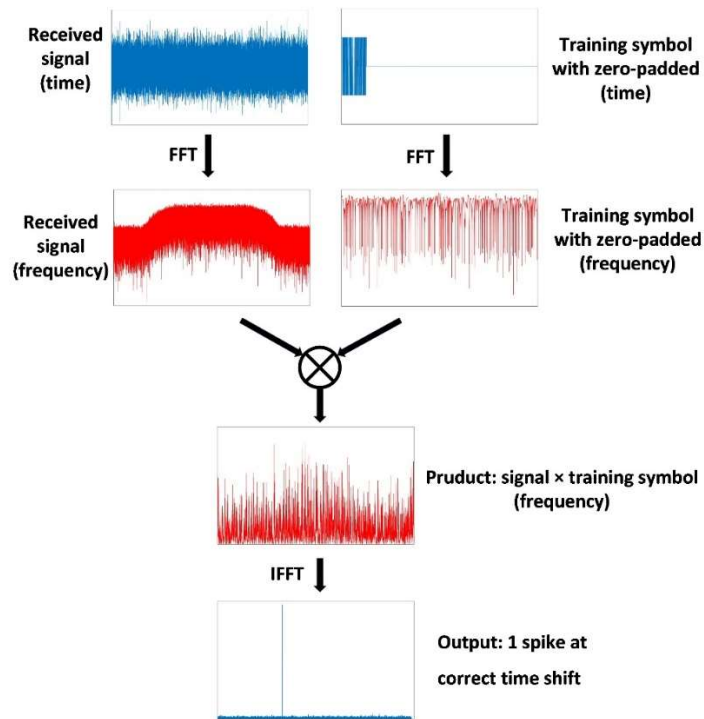 Received
signal
(time)
Training symbol
with zero-padded
(time)
FFT
FFT
Received
signal
(frequency)
Training symbol
with zero-padded
(frequency)
Pruduct: signal × training symbol
(frequency)
IFFT
Output: 1 spike at
correct time shift